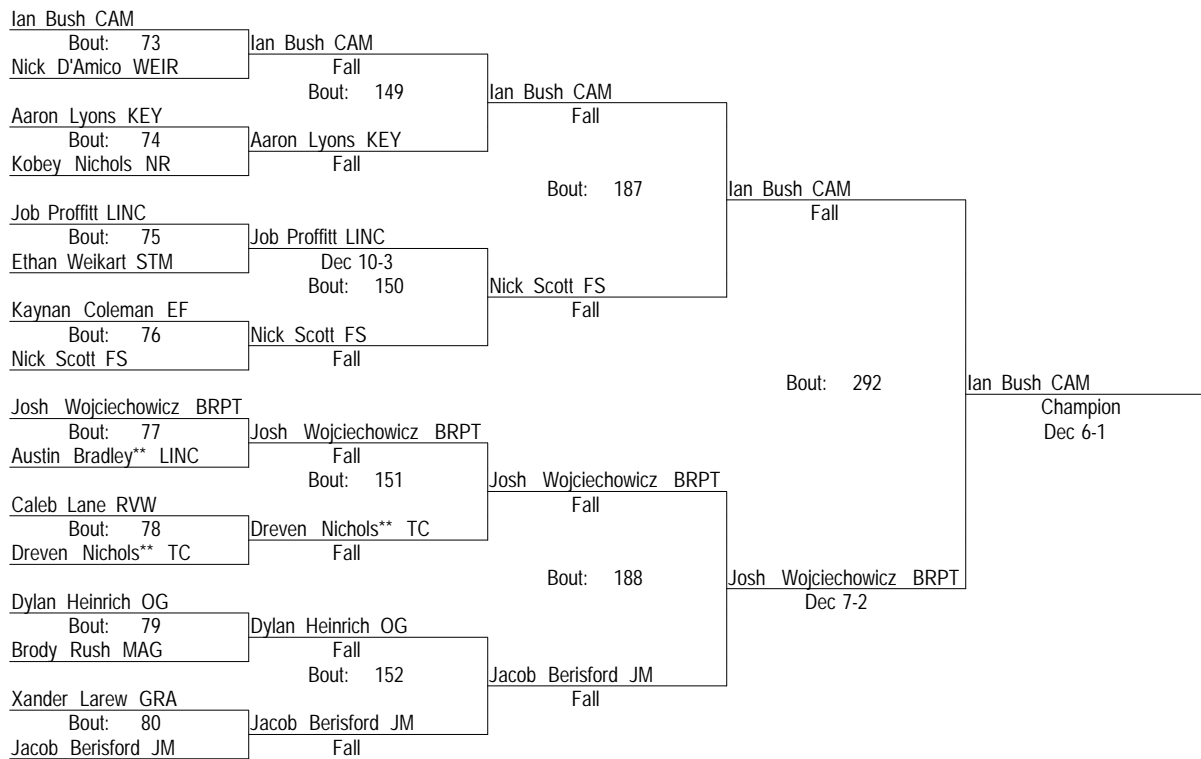 Ian Bush CAM
Bout: 73
Nick D'Amico WEIR
Aaron Lyons KEY
Bout: 74
Kobey Nichols NR
Job Proffitt LINC
Bout: 75
Ethan Weikart STM
Kaynan Coleman EF
Bout: 76
Nick Scott FS
Josh Wojciechowicz BRPT
Bout: 77
Austin Bradley** LINC
Caleb Lane RVW
Bout: 78
Dreven Nichols** TC
Dylan Heinrich OG
Bout: 79
Brody Rush MAG
Xander Larew GRA
Bout: 80
Jacob Berisford JM
Ian Bush CAM
Fall
Bout: 149
Aaron Lyons KEY
Fall
Job Proffitt LINC
Dec 10-3
Bout: 150
Nick Scott FS
Fall
Josh Wojciechowicz BRPT
Fall
Bout: 151
Dreven Nichols** TC
Fall
Dylan Heinrich OG
Fall
Bout: 152
Jacob Berisford JM
Fall
Ian Bush CAM
Fall
Bout: 187
Nick Scott FS
Fall
Josh Wojciechowicz BRPT
Fall
Bout: 188
Jacob Berisford JM
Fall
Ian Bush CAM
Fall
Bout: 292
Josh Wojciechowicz BRPT
Dec 7-2
Ian Bush CAM
Champion
Dec 6-1